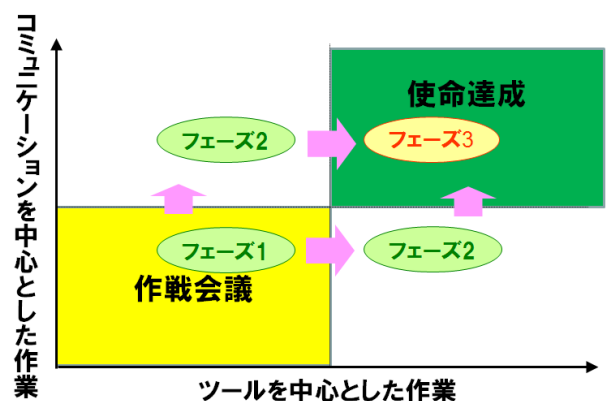 コミュニケーションを中心とした作業
使命達成
フェーズ2
フェーズ3
フェーズ1
フェーズ2
作戦会議
ツールを中心とした作業